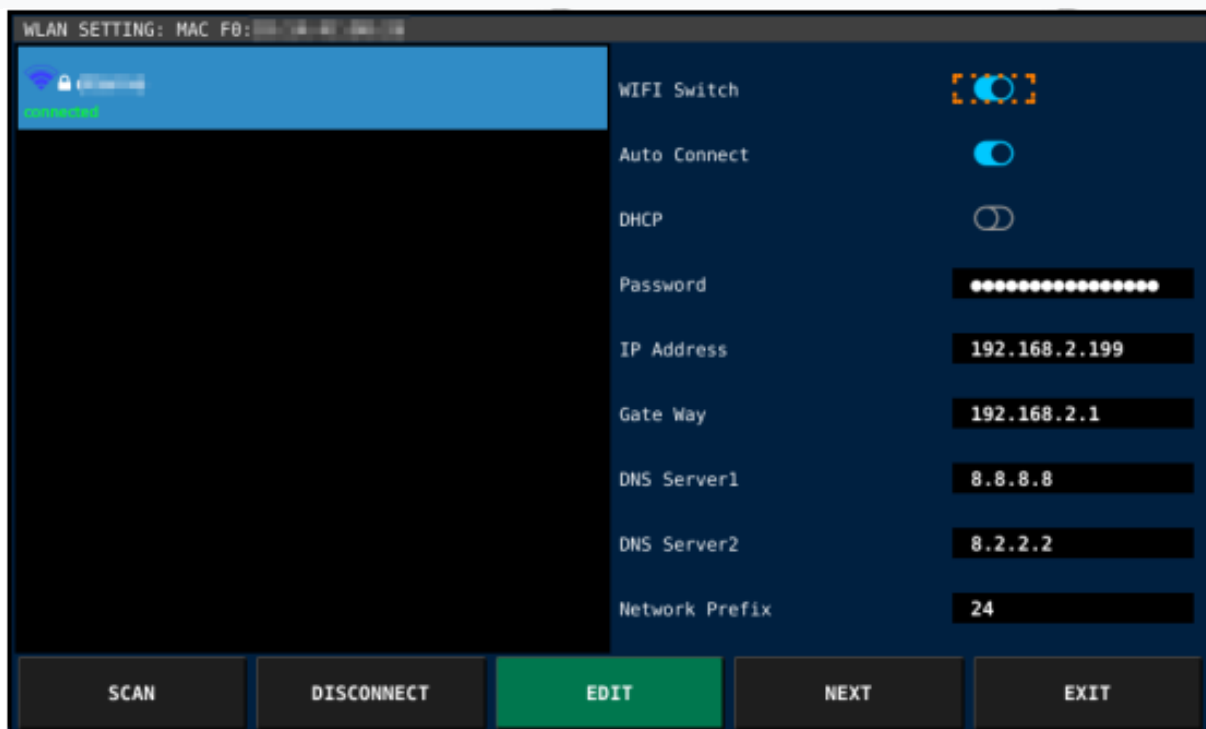 WLAN SETTING: MAC F0:
connected
WIFI Switch
Auto Connect
DHCP
Password ●●●●●●●●●●●●●●●●
IP Address 192.168.2.199
Gate Way 192.168.2.1
DNS Server1 8.8.8.8
DNS Server2 8.2.2.2
Network Prefix 24
SCAN DISCONNECT EDIT NEXT EXIT